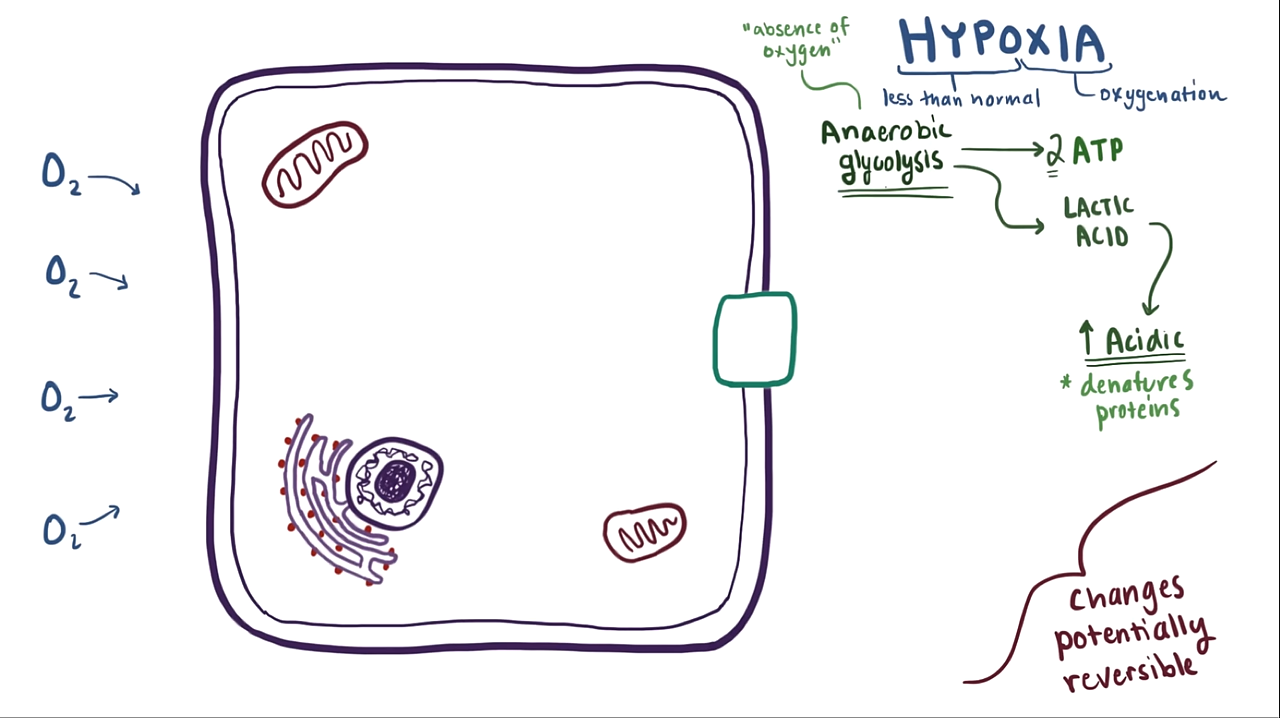 HYPOXIA
less than normal
oxygenation
"absence of
oxygen"
Anaerobic
glycolysis
2 ATP
LACTIC
ACID
↑ Acidic
* denatures
proteins
O2
O2
O2
O2
changes
potentially
reversible